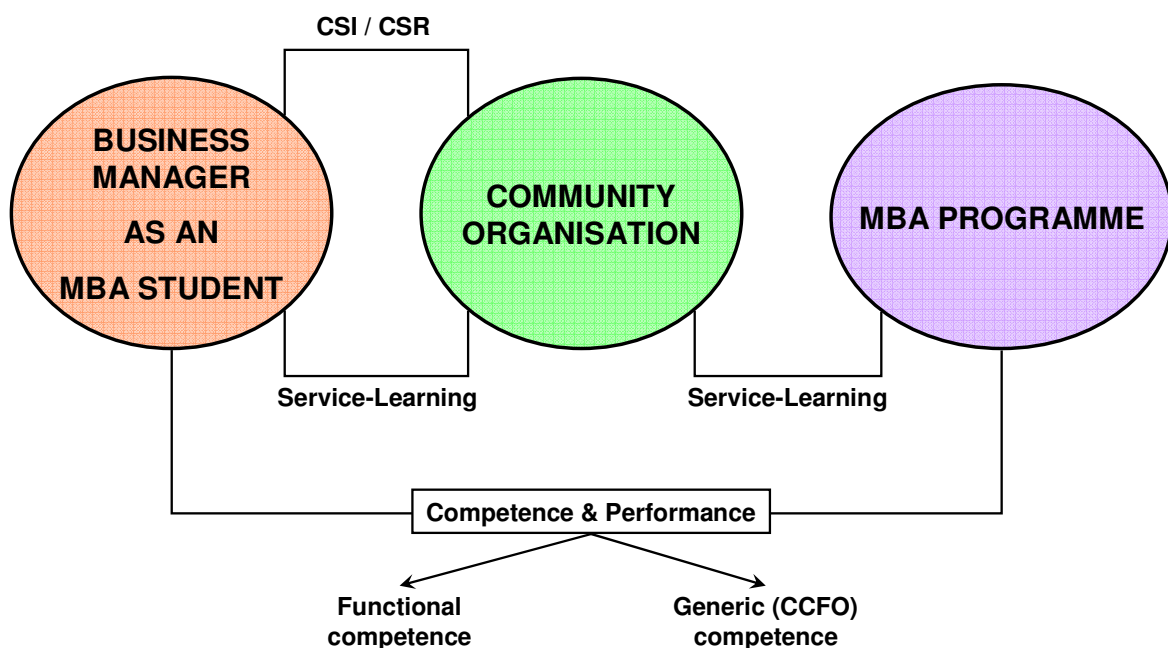 CSI / CSR
BUSINESS
MANAGER
AS AN
MBA STUDENT
COMMUNITY
ORGANISATION
MBA PROGRAMME
Service-Learning
Service-Learning
Competence & Performance
Functional
competence
Generic (CCFO)
competence